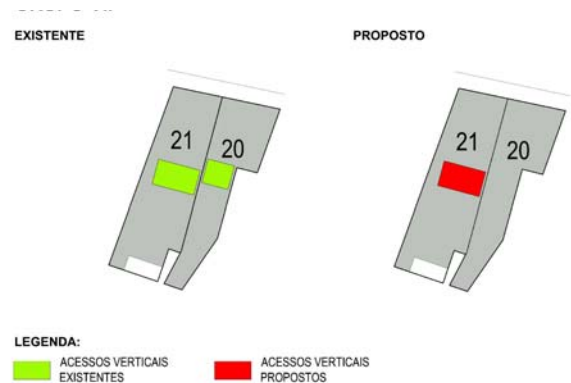 EXISTENTE
PROPOSTO
21
20
21
20
LEGENDA:
ACESSOS VERTICAIS
EXISTENTES
ACESSOS VERTICAIS
PROPOSTOS